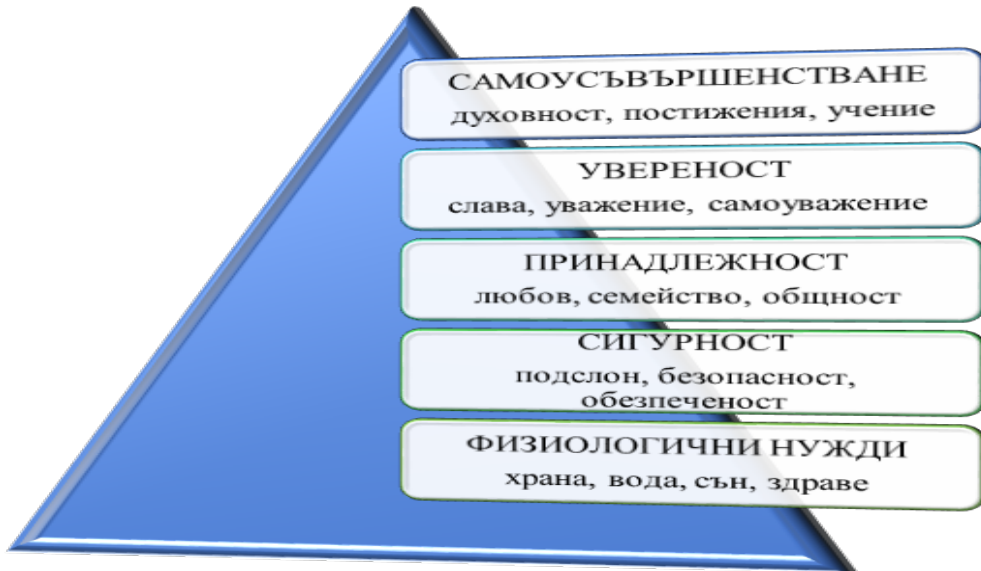 САМОУСЪВЪРШЕНСТВАНЕ
духовност, постижения, учение
УВЕРЕНОСТ
слава, уважение, самоуважение
ПРИНАДЛЕЖНОСТ
любов, семейство, общност
СИГУРНОСТ
подслон, безопасност,
обезпеченост
ФИЗИОЛОГИЧНИ НУЖДИ
храна, вода, сън, здраве